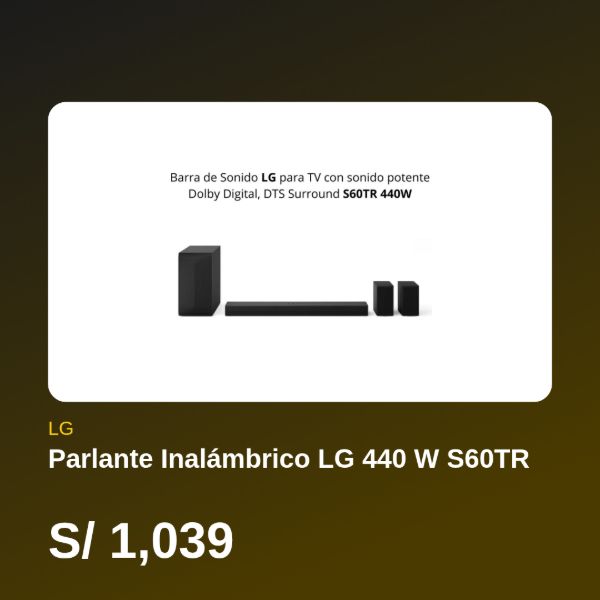 Barra de Sonido LG para TV con sonido potente
Dolby Digital, DTS Surround S60TR 440W
LG
Parlante Inalámbrico LG 440 W S60TR
S/ 1,039